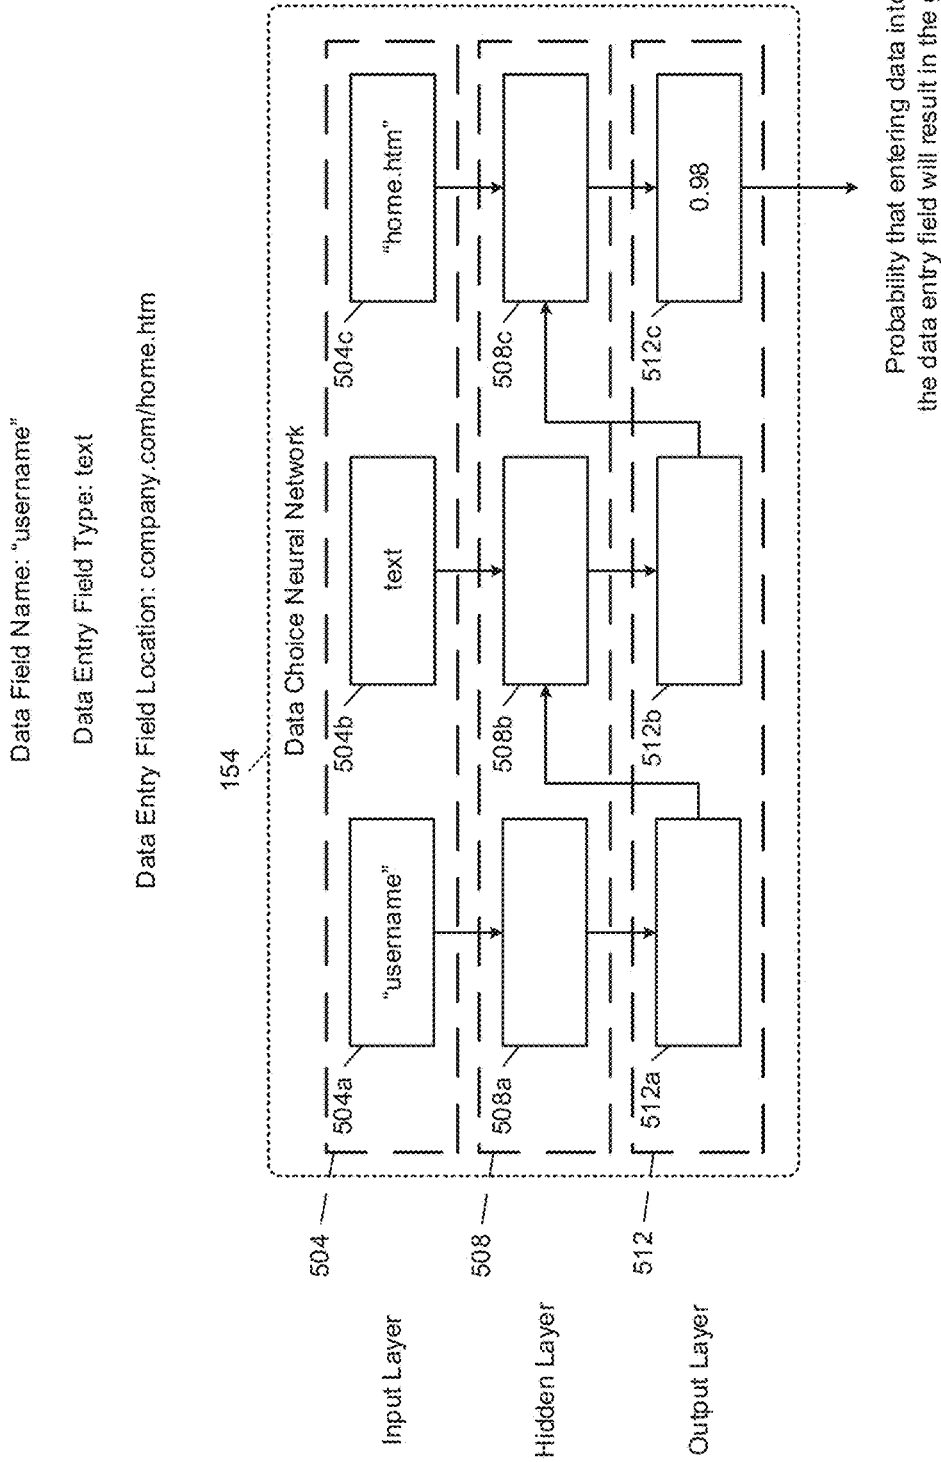 Data Field Name: “username”
Data Entry Field Type: text
Data Entry Field Location: company.com/home.htm
154
Data Choice Neural Network
Input Layer
504
504a
“username”
504b
text
504c
“home.htm”
Hidden Layer
508
508a
508b
508c
Output Layer
512
512a
512b
512c
0.98
Probability that entering data into
the data entry field will result in the